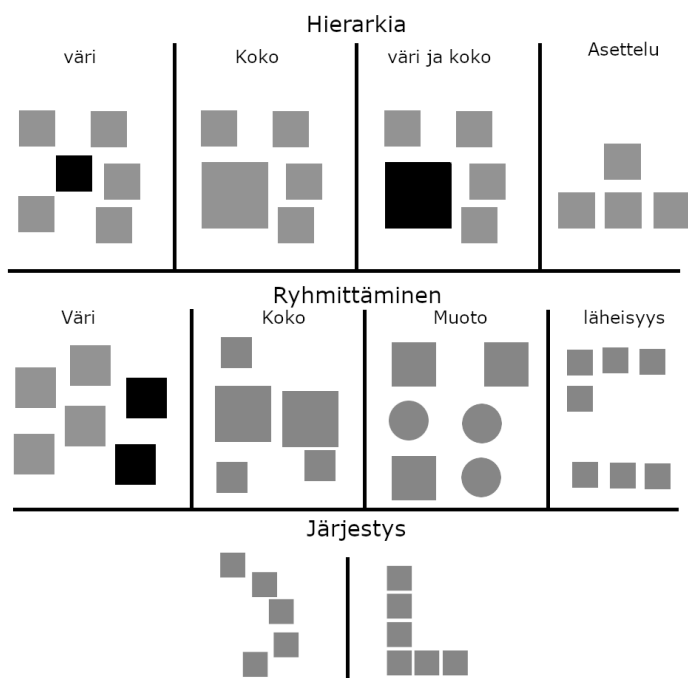 Hierarkia
väri
Koko
väri ja koko
Asettelu
Ryhmittäminen
Väri
Koko
Muoto
läheisyys
Järjestys